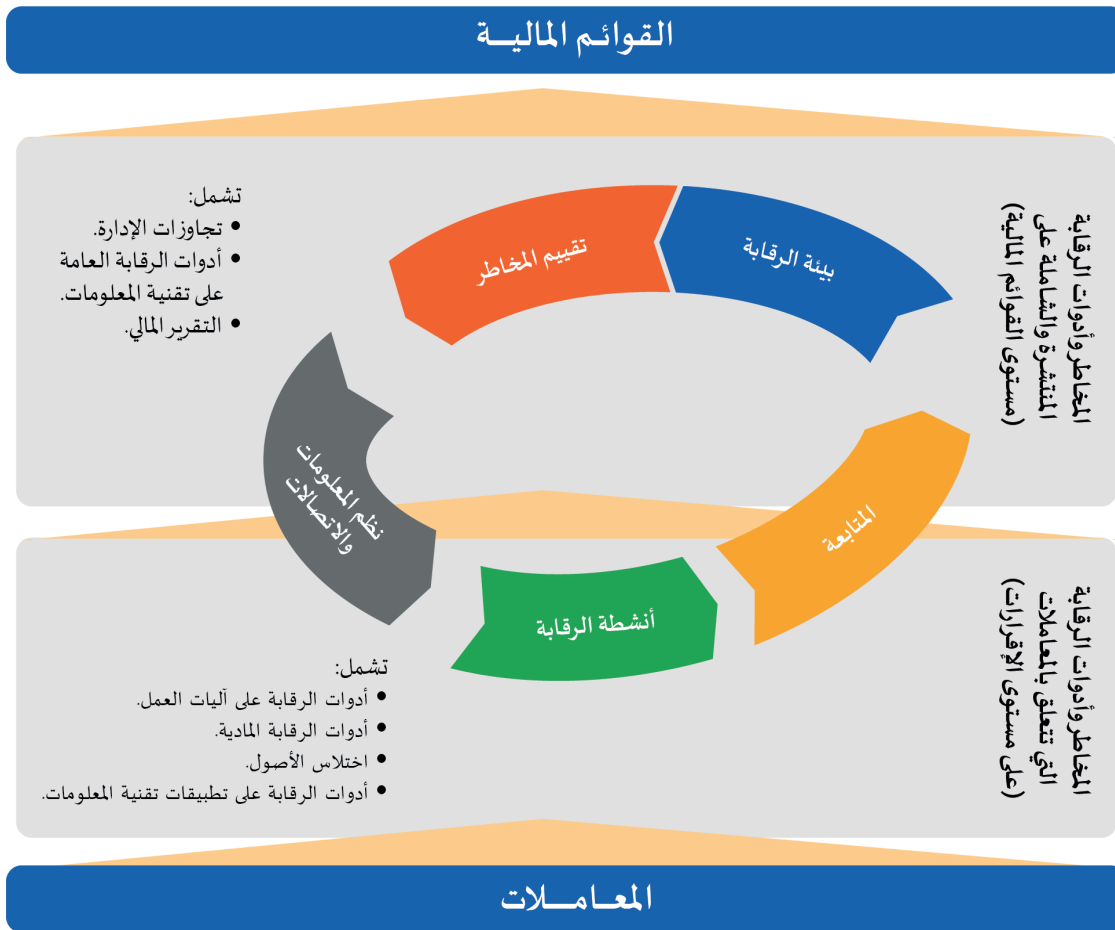 القوائم المالية
المخاطر وأدوات الرقابة
المنتشرة والشاملة على
(مستوى القوائم المالية)
تشمل:
• تجاوزات الإدارة.
• أدوات الرقابة العامة
على تقنية المعلومات.
• التقرير المالي.
بيئة الرقابة
تقييم المخاطر
نظم المعلومات
والاتصالات
المتابعة
أنشطة الرقابة
المخاطر وأدوات الرقابة
التي تتعلق بالمعاملات
(على مستوى الإقرارات)
تشمل:
• أدوات الرقابة على آليات العمل.
• أدوات الرقابة المادية.
• اختلاس الأصول.
• أدوات الرقابة على تطبيقات تقنية المعلومات.
المعاملات